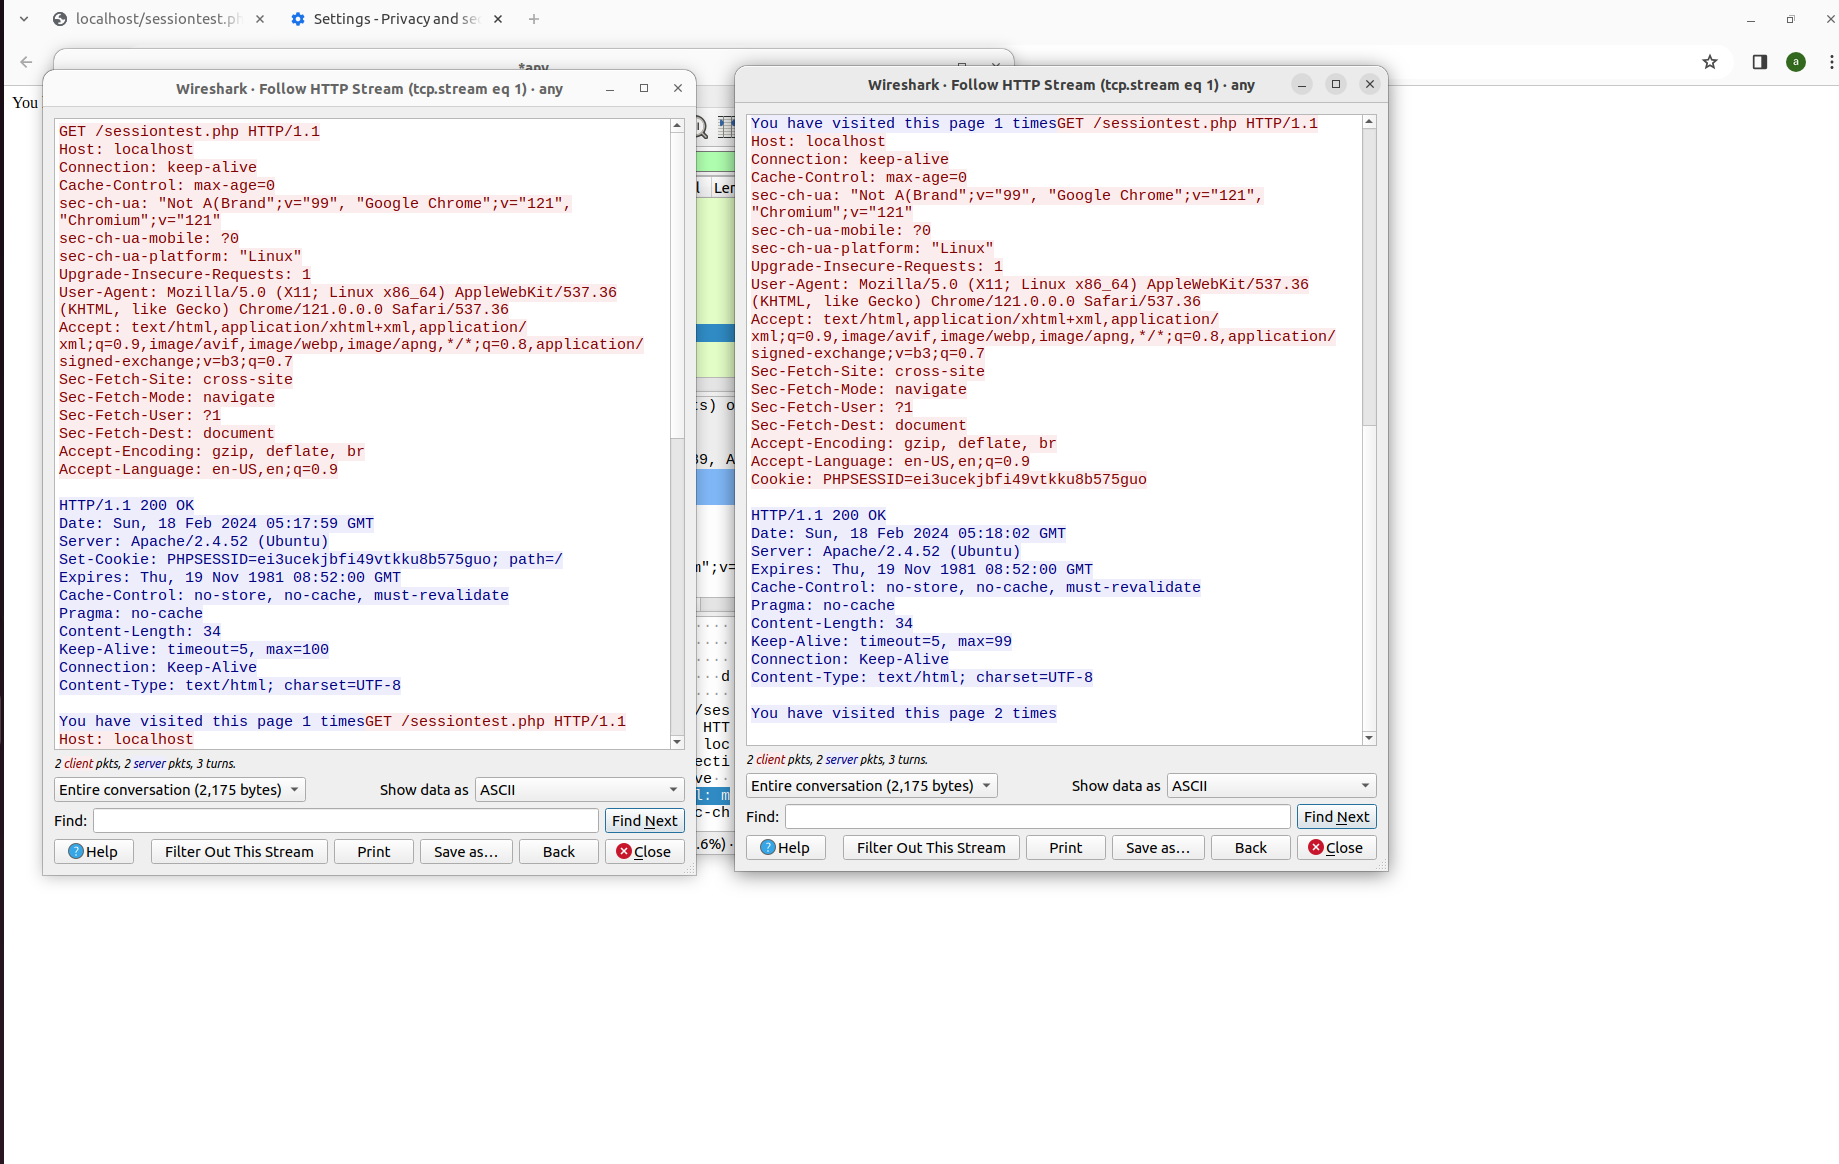 localhost/sessiontest.ph
Settings - Privacy and sec
*any
a
You
Wireshark · Follow HTTP Stream (tcp.stream eq 1) · any
GET /sessiontest.php HTTP/1.1
Host: localhost
Connection: keep-alive
Cache-Control: max-age=0
sec-ch-ua: "Not A(Brand";v="99", "Google Chrome";v="121",
"Chromium";v="121"
sec-ch-ua-mobile: ?0
sec-ch-ua-platform: "Linux"
Upgrade-Insecure-Requests: 1
User-Agent: Mozilla/5.0 (X11; Linux x86_64) AppleWebKit/537.36
(KHTML, like Gecko) Chrome/121.0.0.0 Safari/537.36
Accept: text/html,application/xhtml+xml,application/
xml;q=0.9,image/avif,image/webp,image/apng,*/*;q=0.8,application/
signed-exchange;v=b3;q=0.7
Sec-Fetch-Site: cross-site
Sec-Fetch-Mode: navigate
Sec-Fetch-User: ?1
Sec-Fetch-Dest: document
Accept-Encoding: gzip, deflate, br
Accept-Language: en-US,en;q=0.9
HTTP/1.1 200 OK
Date: Sun, 18 Feb 2024 05:17:59 GMT
Server: Apache/2.4.52 (Ubuntu)
Set-Cookie: PHPSESSID=ei3ucekjbfi49vtkku8b575guo; path=/
Expires: Thu, 19 Nov 1981 08:52:00 GMT
Cache-Control: no-store, no-cache, must-revalidate
Pragma: no-cache
Content-Length: 34
Keep-Alive: timeout=5, max=100
Connection: Keep-Alive
Content-Type: text/html; charset=UTF-8
You have visited this page 1 timesGET /sessiontest.php HTTP/1.1
Host: localhost
2 client pkts, 2 server pkts, 3 turns.
Entire conversation (2,175 bytes)
Show data as
ASCII
Find:
Find Next
Help
Filter Out This Stream
Print
Save as…
Back
Close
l
Len
ts) o
39, A
m";v=
d
/ses
HTT
loc
ecti
ve··
l: m
c-ch
.6%) ·
Wireshark · Follow HTTP Stream (tcp.stream eq 1) · any
You have visited this page 1 timesGET /sessiontest.php HTTP/1.1
Host: localhost
Connection: keep-alive
Cache-Control: max-age=0
sec-ch-ua: "Not A(Brand";v="99", "Google Chrome";v="121",
"Chromium";v="121"
sec-ch-ua-mobile: ?0
sec-ch-ua-platform: "Linux"
Upgrade-Insecure-Requests: 1
User-Agent: Mozilla/5.0 (X11; Linux x86_64) AppleWebKit/537.36
(KHTML, like Gecko) Chrome/121.0.0.0 Safari/537.36
Accept: text/html,application/xhtml+xml,application/
xml;q=0.9,image/avif,image/webp,image/apng,*/*;q=0.8,application/
signed-exchange;v=b3;q=0.7
Sec-Fetch-Site: cross-site
Sec-Fetch-Mode: navigate
Sec-Fetch-User: ?1
Sec-Fetch-Dest: document
Accept-Encoding: gzip, deflate, br
Accept-Language: en-US,en;q=0.9
Cookie: PHPSESSID=ei3ucekjbfi49vtkku8b575guo
HTTP/1.1 200 OK
Date: Sun, 18 Feb 2024 05:18:02 GMT
Server: Apache/2.4.52 (Ubuntu)
Expires: Thu, 19 Nov 1981 08:52:00 GMT
Cache-Control: no-store, no-cache, must-revalidate
Pragma: no-cache
Content-Length: 34
Keep-Alive: timeout=5, max=99
Connection: Keep-Alive
Content-Type: text/html; charset=UTF-8
You have visited this page 2 times
2 client pkts, 2 server pkts, 3 turns.
Entire conversation (2,175 bytes)
Show data as
ASCII
Find:
Find Next
Help
Filter Out This Stream
Print
Save as…
Back
Close